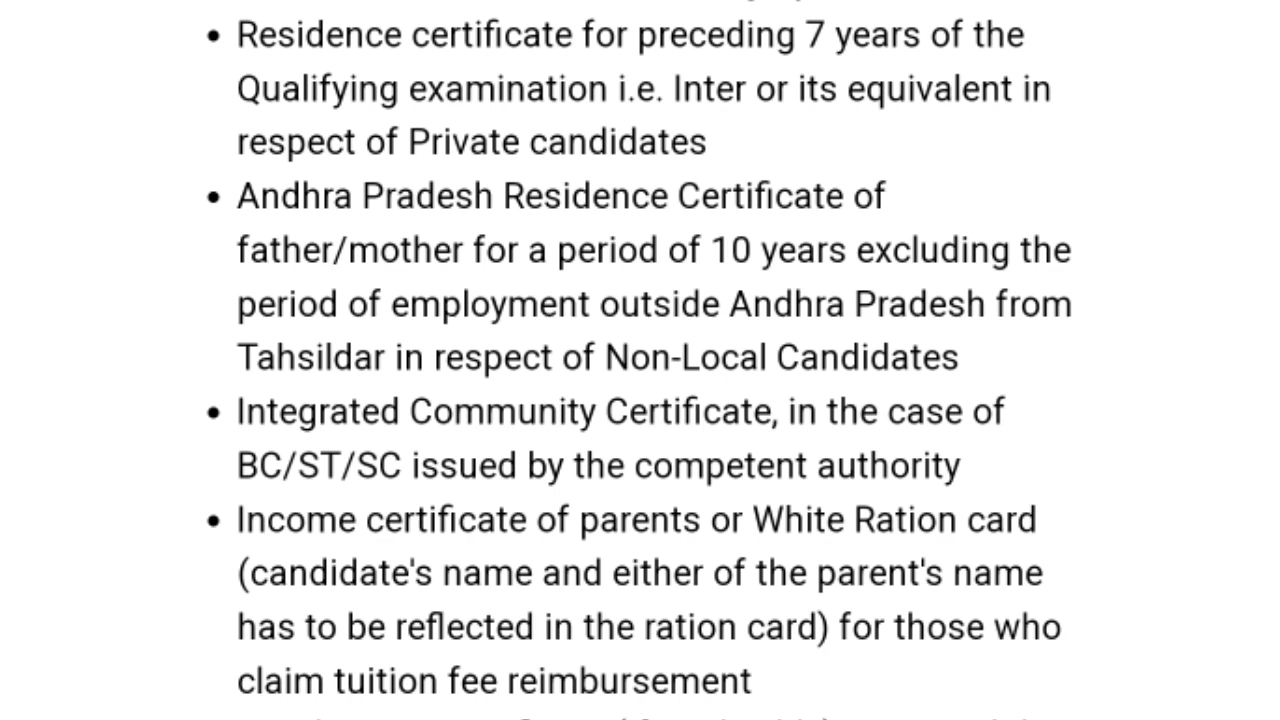 • Residence certificate for preceding 7 years of the
Qualifying examination i.e. Inter or its equivalent in
respect of Private candidates
• Andhra Pradesh Residence Certificate of
father/mother for a period of 10 years excluding the
period of employment outside Andhra Pradesh from
Tahsildar in respect of Non-Local Candidates
• Integrated Community Certificate, in the case of
BC/ST/SC issued by the competent authority
• Income certificate of parents or White Ration card
(candidate's name and either of the parent's name
has to be reflected in the ration card) for those who
claim tuition fee reimbursement